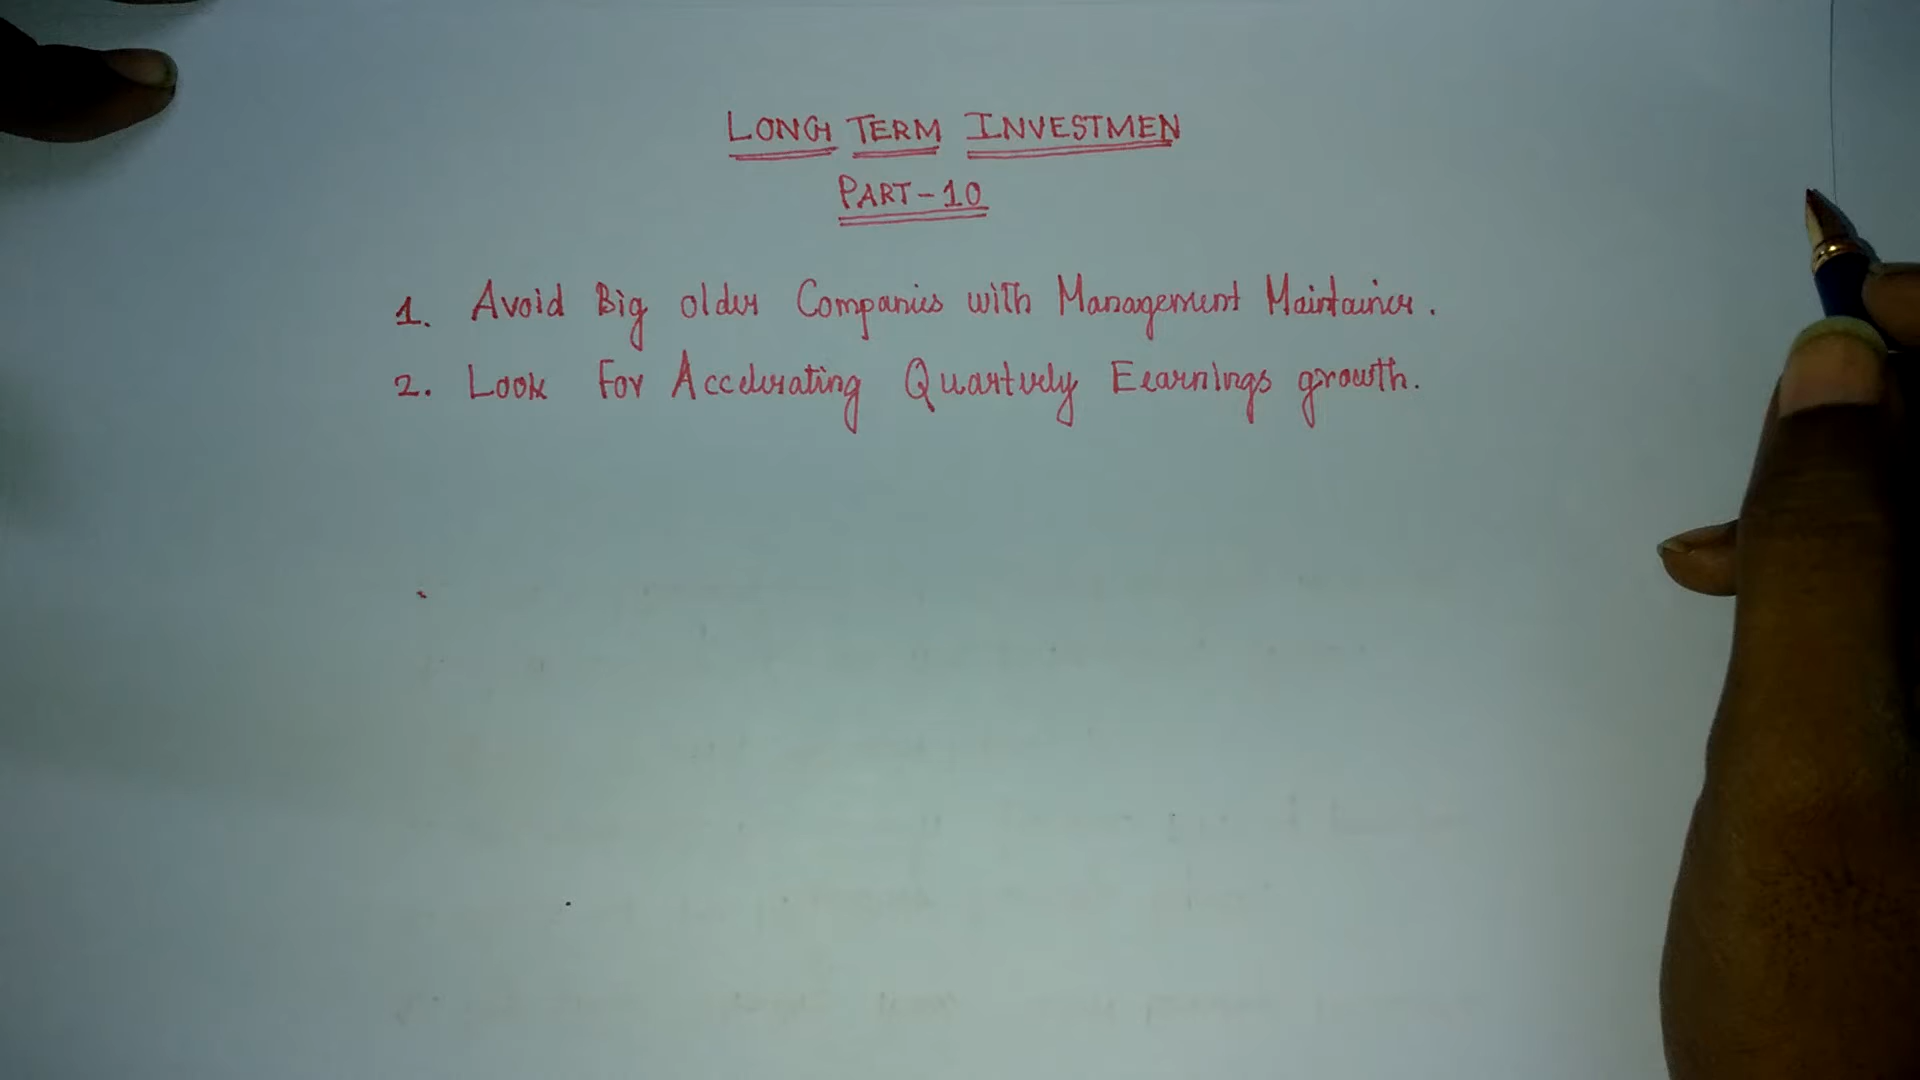 LONG TERM INVESTMEN
PART-10
1. Avoid Big older Companies with Management Maintainer.
2. Look For Accelerating Quarterly Eearnings growth.